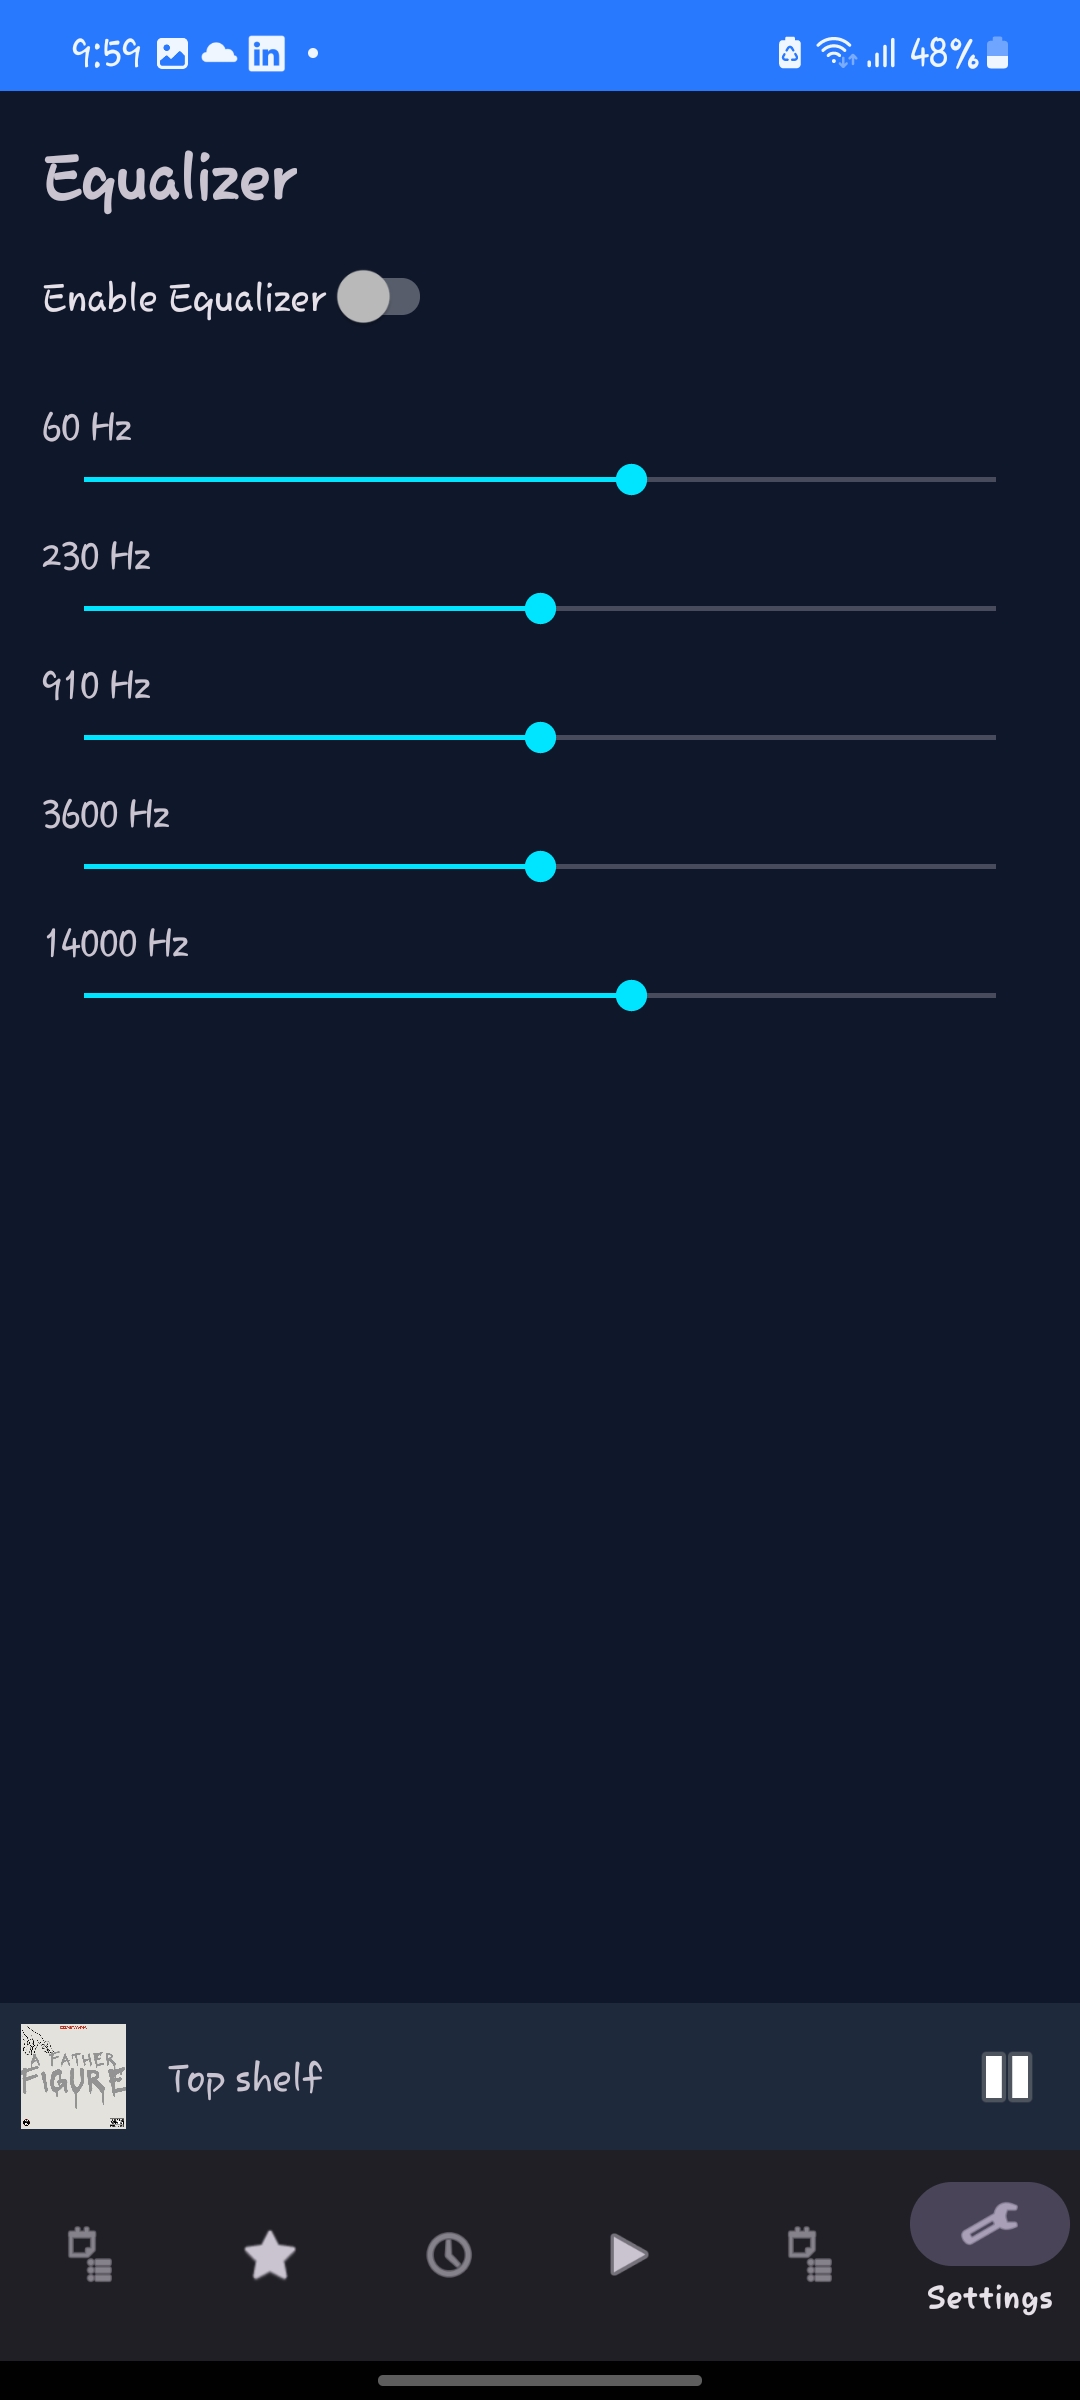 9:59 in 48%
Equalizer
Enable Equalizer
60 Hz
230 Hz
910 Hz
3600 Hz
14000 Hz
A FATHER
FIGURE
Top shelf
Settings